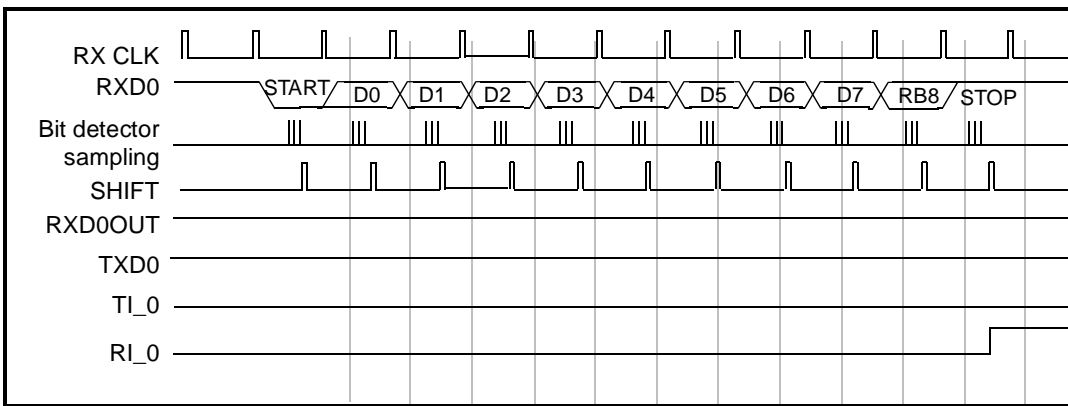 RX CLK
RXD0
START D0 D1 D2 D3 D4 D5 D6 D7 RB8 STOP
Bit detector
sampling
SHIFT
RXD0OUT
TXD0
TI_0
RI_0